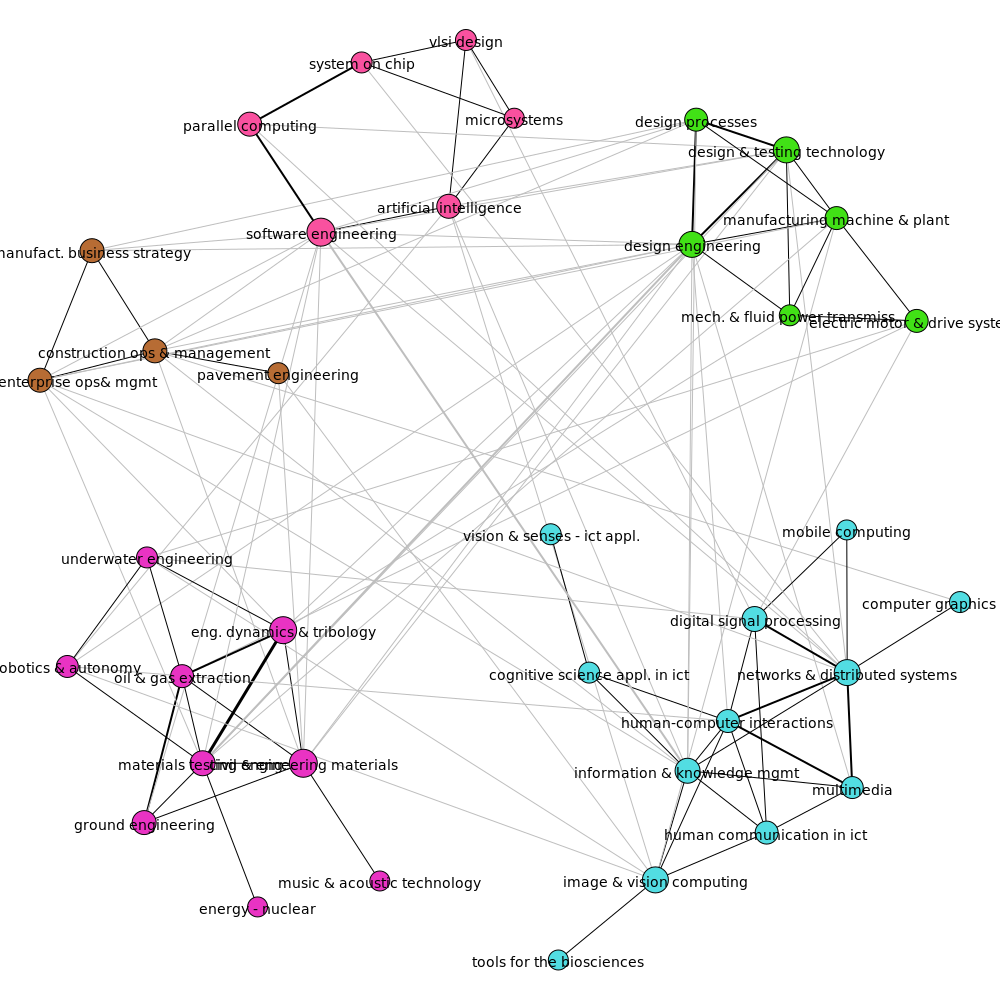 vlsi design
system on chip
microsystems
design processes
parallel computing
design & testing technology
artificial intelligence
manufacturing machine & plant
software engineering
design engineering
manufact. business strategy
mech. & fluid power transmiss.
electric motor & drive syste
construction ops & management
pavement engineering
enterprise ops& mgmt
mobile computing
vision & senses - ict appl.
underwater engineering
computer graphics
digital signal processing
eng. dynamics & tribology
obotics & autonomy
oil & gas extraction
cognitive science appl. in ict
networks & distributed systems
human-computer interactions
materials testing & eng.
civil engineering materials
information & knowledge mgmt
multimedia
ground engineering
human communication in ict
music & acoustic technology
image & vision computing
energy - nuclear
tools for the biosciences